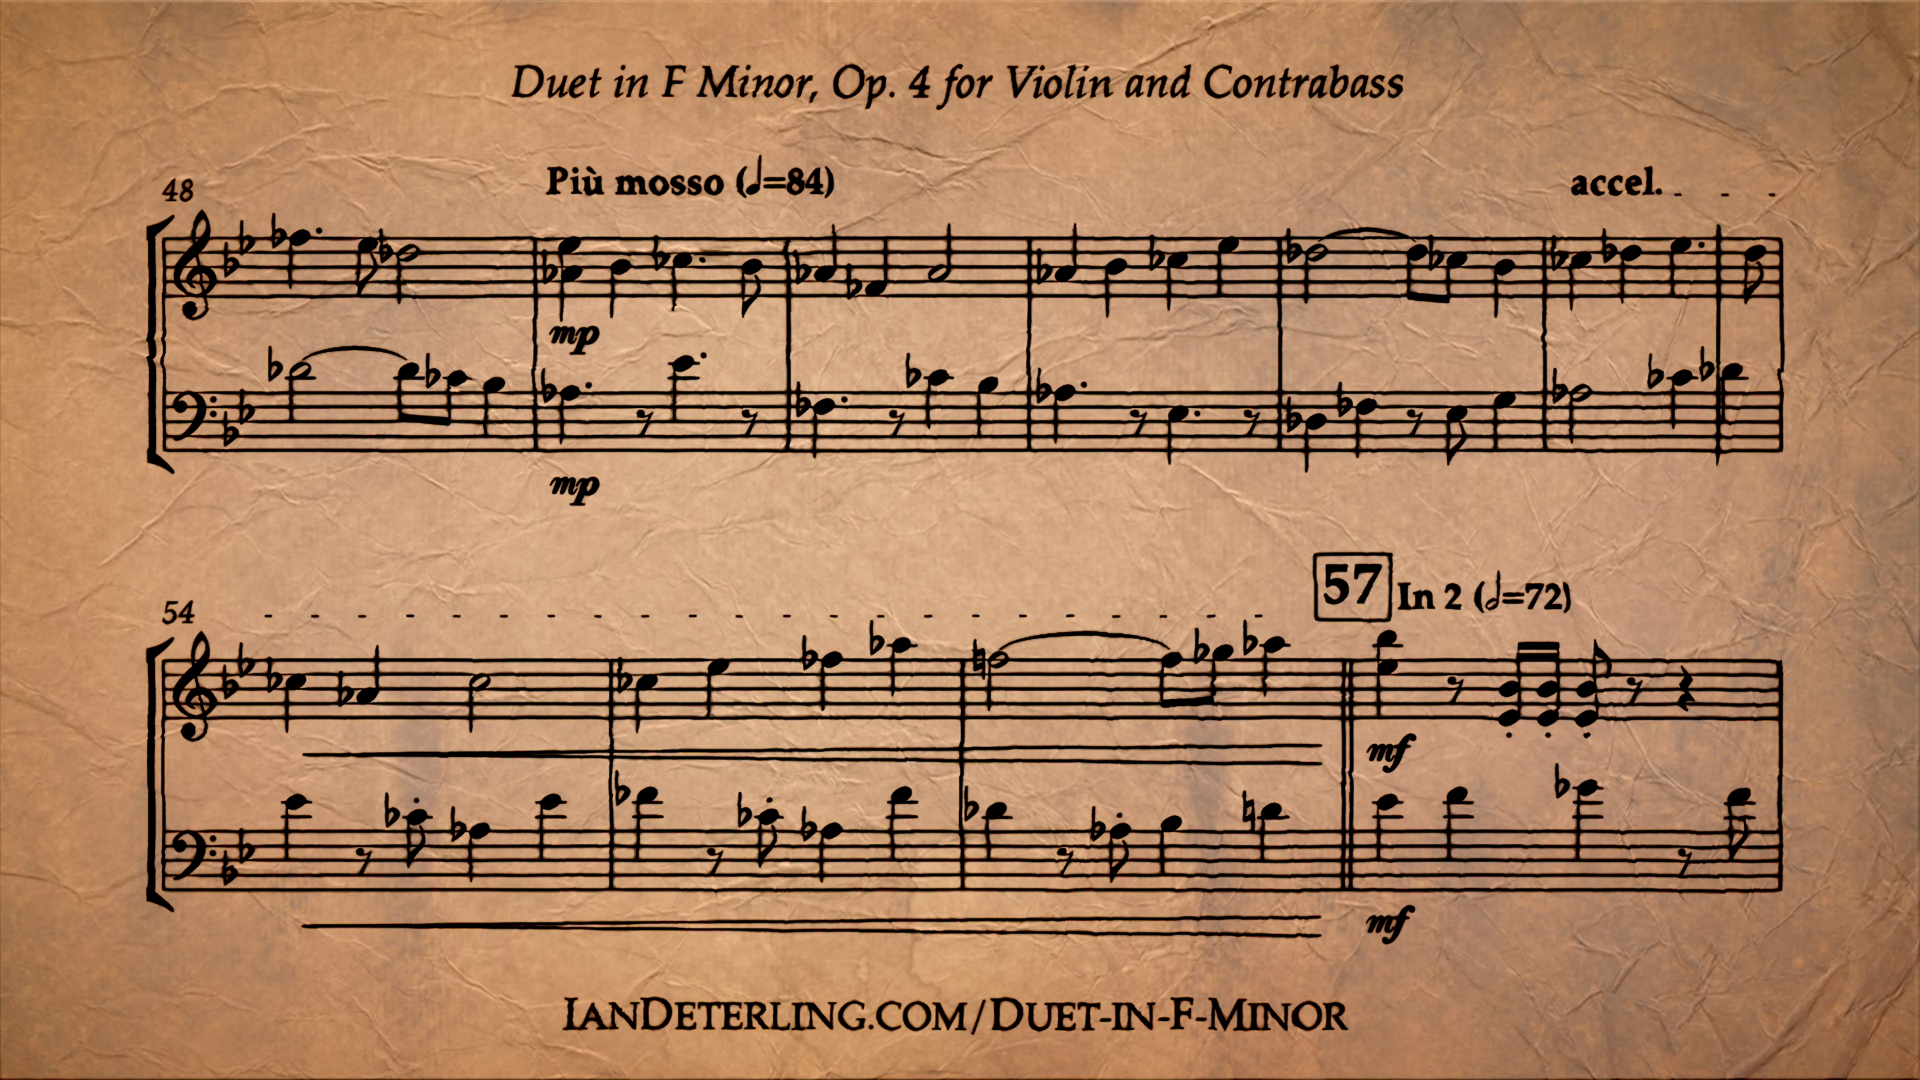 Duet in F Minor, Op. 4 for Violin and Contrabass
48
Più mosso (♩=84)
accel.
mp
mp
54
57 In 2 (𝅗𝅥=72)
mf
mf
IanDeterling.com/Duet-in-F-Minor